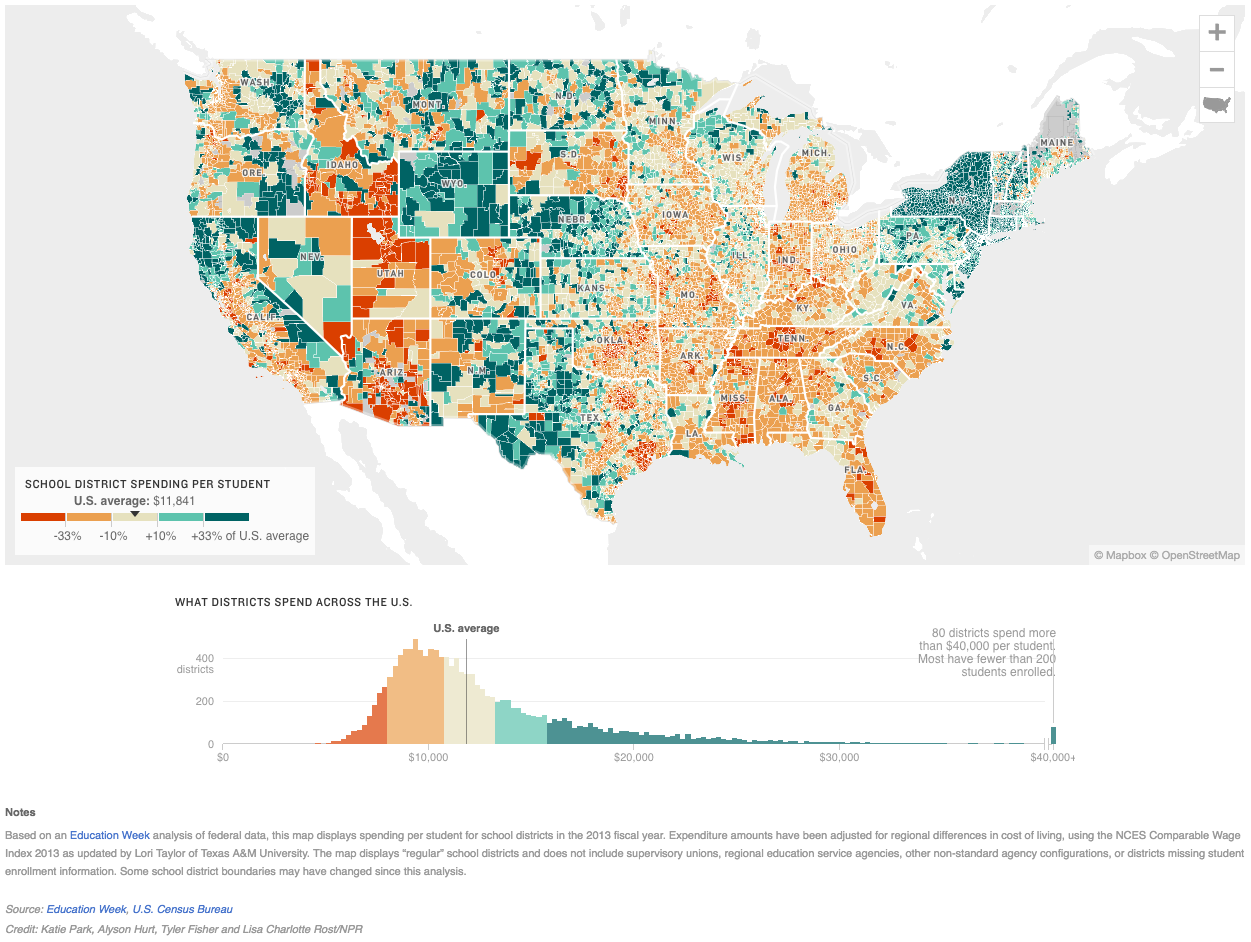 WASH.
MONT.
N.D.
MINN.
MAINE
ORE.
IDAHO
S.D.
WIS.
MICH.
WYO.
N.Y.
NEV.
NEBR.
IOWA
PA.
UTAH
COLO.
ILL.
IND.
OHIO
CALIF.
KANS.
MO.
KY.
VA.
ARIZ.
N.M.
OKLA.
ARK.
TENN.
N.C.
TEX.
LA.
MISS.
ALA.
GA.
S.C.
FLA.
SCHOOL DISTRICT SPENDING PER STUDENT
U.S. average: $11,841
-33% -10% +10% +33% of U.S. average
© Mapbox © OpenStreetMap
WHAT DISTRICTS SPEND ACROSS THE U.S.
U.S. average
80 districts spend more
than $40,000 per student.
Most have fewer than 200
students enrolled.
400
districts
200
0
$0 $10,000 $20,000 $30,000 $40,000+
Notes
Based on an Education Week analysis of federal data, this map displays spending per student for school districts in the 2013 fiscal year. Expenditure amounts have been adjusted for regional differences in cost of living, using the NCES Comparable Wage
Index 2013 as updated by Lori Taylor of Texas A&M University. The map displays “regular” school districts and does not include supervisory unions, regional education service agencies, other non-standard agency configurations, or districts missing student
enrollment information. Some school district boundaries may have changed since this analysis.
Source: Education Week, U.S. Census Bureau
Credit: Katie Park, Alyson Hurt, Tyler Fisher and Lisa Charlotte Rost/NPR